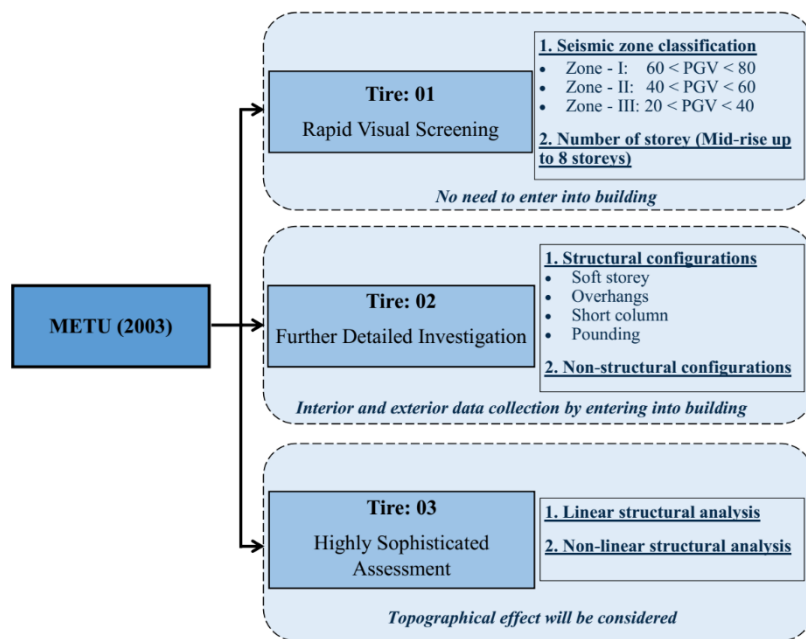 METU (2003)
Tire: 01
Rapid Visual Screening
1. Seismic zone classification
• Zone - I: 60 < PGV < 80
• Zone - II: 40 < PGV < 60
• Zone - III: 20 < PGV < 40
2. Number of storey (Mid-rise up
to 8 storeys)
No need to enter into building
Tire: 02
Further Detailed Investigation
1. Structural configurations
• Soft storey
• Overhangs
• Short column
• Pounding
2. Non-structural configurations
Interior and exterior data collection by entering into building
Tire: 03
Highly Sophisticated
Assessment
1. Linear structural analysis
2. Non-linear structural analysis
Topographical effect will be considered